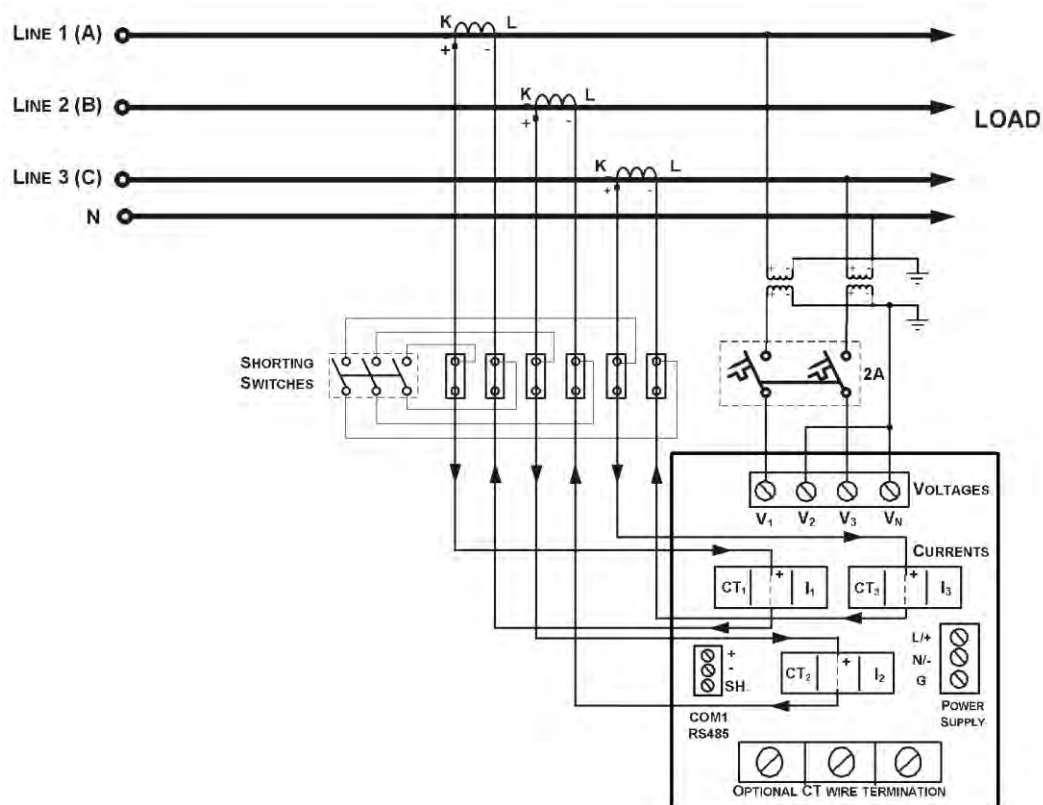 K L
LINE 1 (A)
+ -
K L
LINE 2 (B)
+ -
LOAD
K L
LINE 3 (C)
+ -
N
+ - + -
+ - + -
SHORTING
SWITCHES
2A
VOLTAGES
V1 V2 V3 VN
CURRENTS
CT1 + I1
CT3 + I3
L/+
N/-
G
POWER
SUPPLY
+
-
SH.
COM1
RS485
CT2 + I2
OPTIONAL CT WIRE TERMINATION